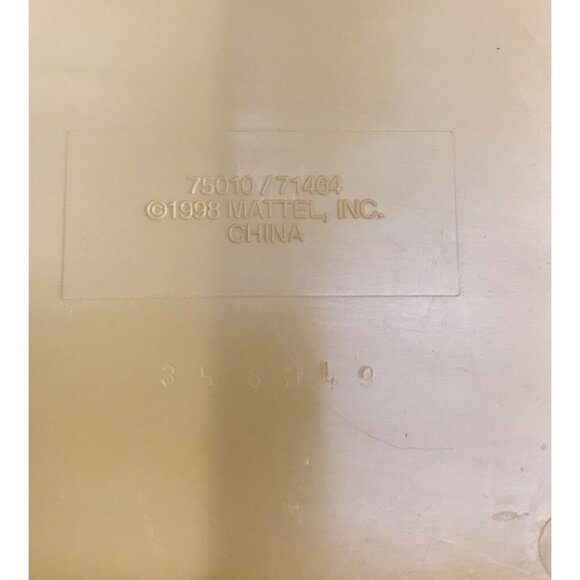 75010 / 71464
©1998 MATTEL, INC.
CHINA